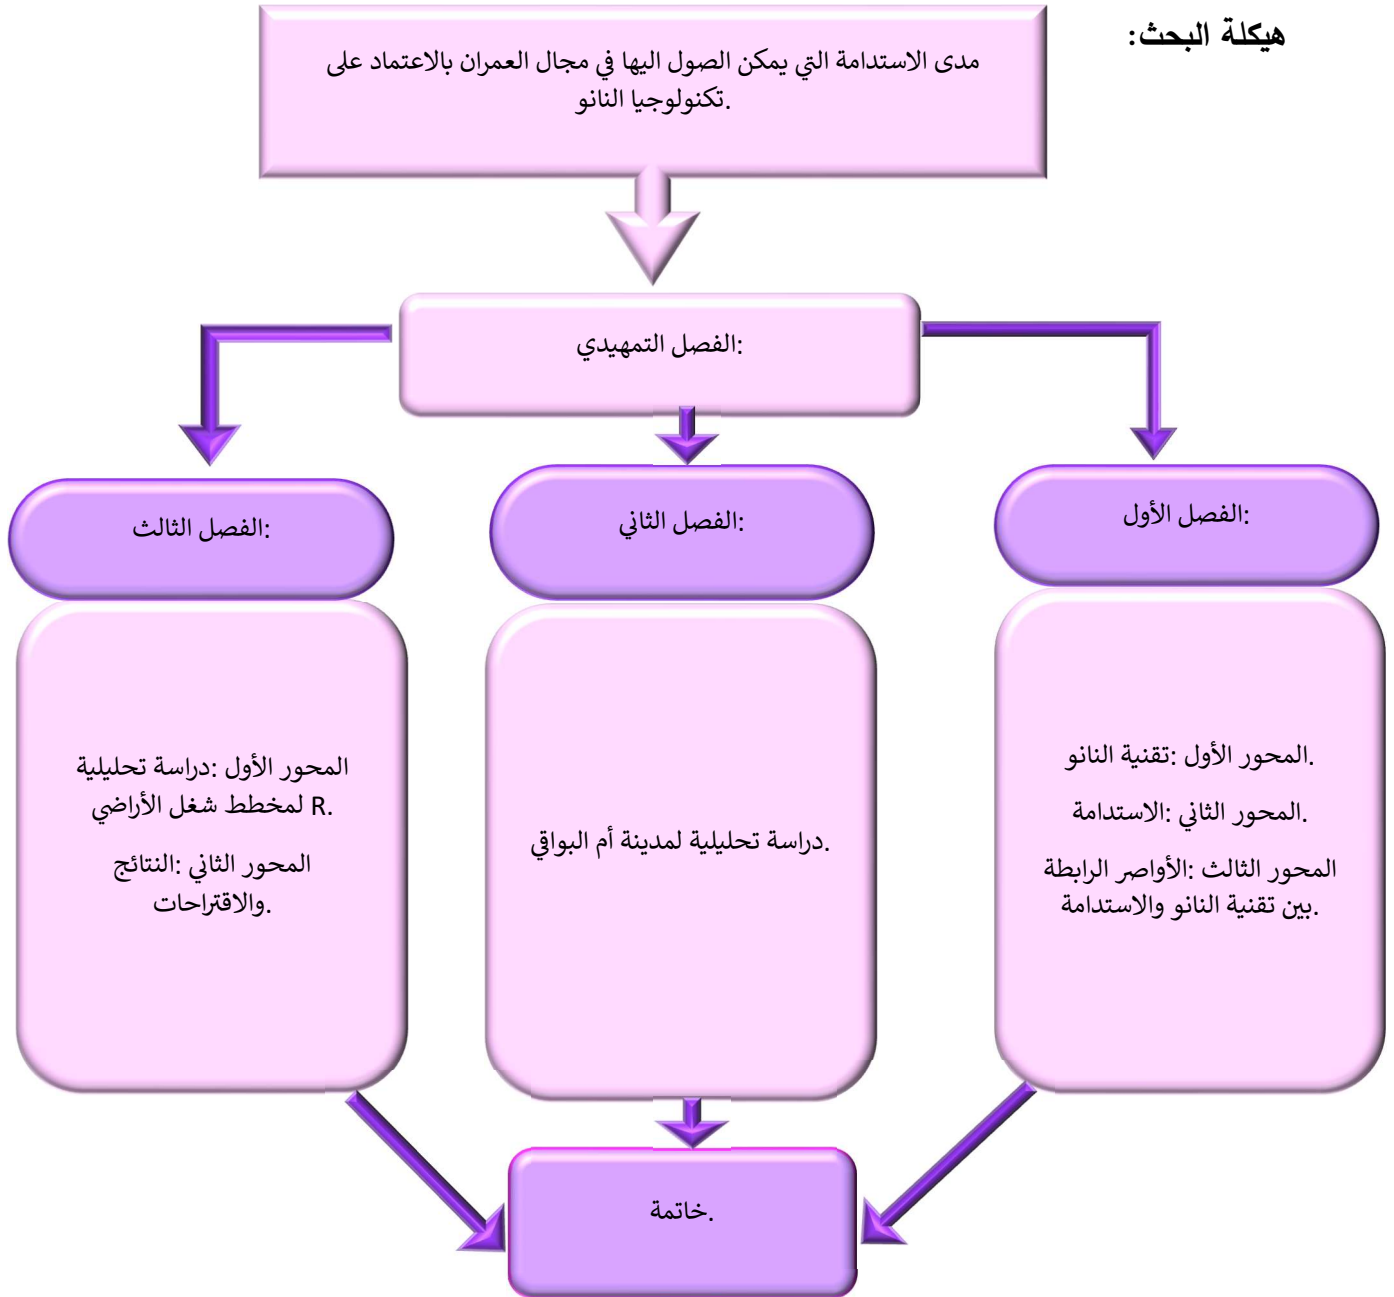 هيكلة البحث:
مدى الاستدامة التي يمكن الصول اليها في مجال العمران بالاعتماد على
تكنولوجيا النانو.
الفصل التمهيدي:
الفصل الأول:
المحور الأول :تقنية النانو.
المحور الثاني :الاستدامة.
المحور الثالث :الأواصر الرابطة
بين تقنية النانو والاستدامة.
الفصل الثاني:
دراسة تحليلية لمدينة أم البواقي.
الفصل الثالث:
المحور الأول :دراسة تحليلية
لمخطط شغل الأراضي R.
المحور الثاني :النتائج
والاقتراحات.
خاتمة.